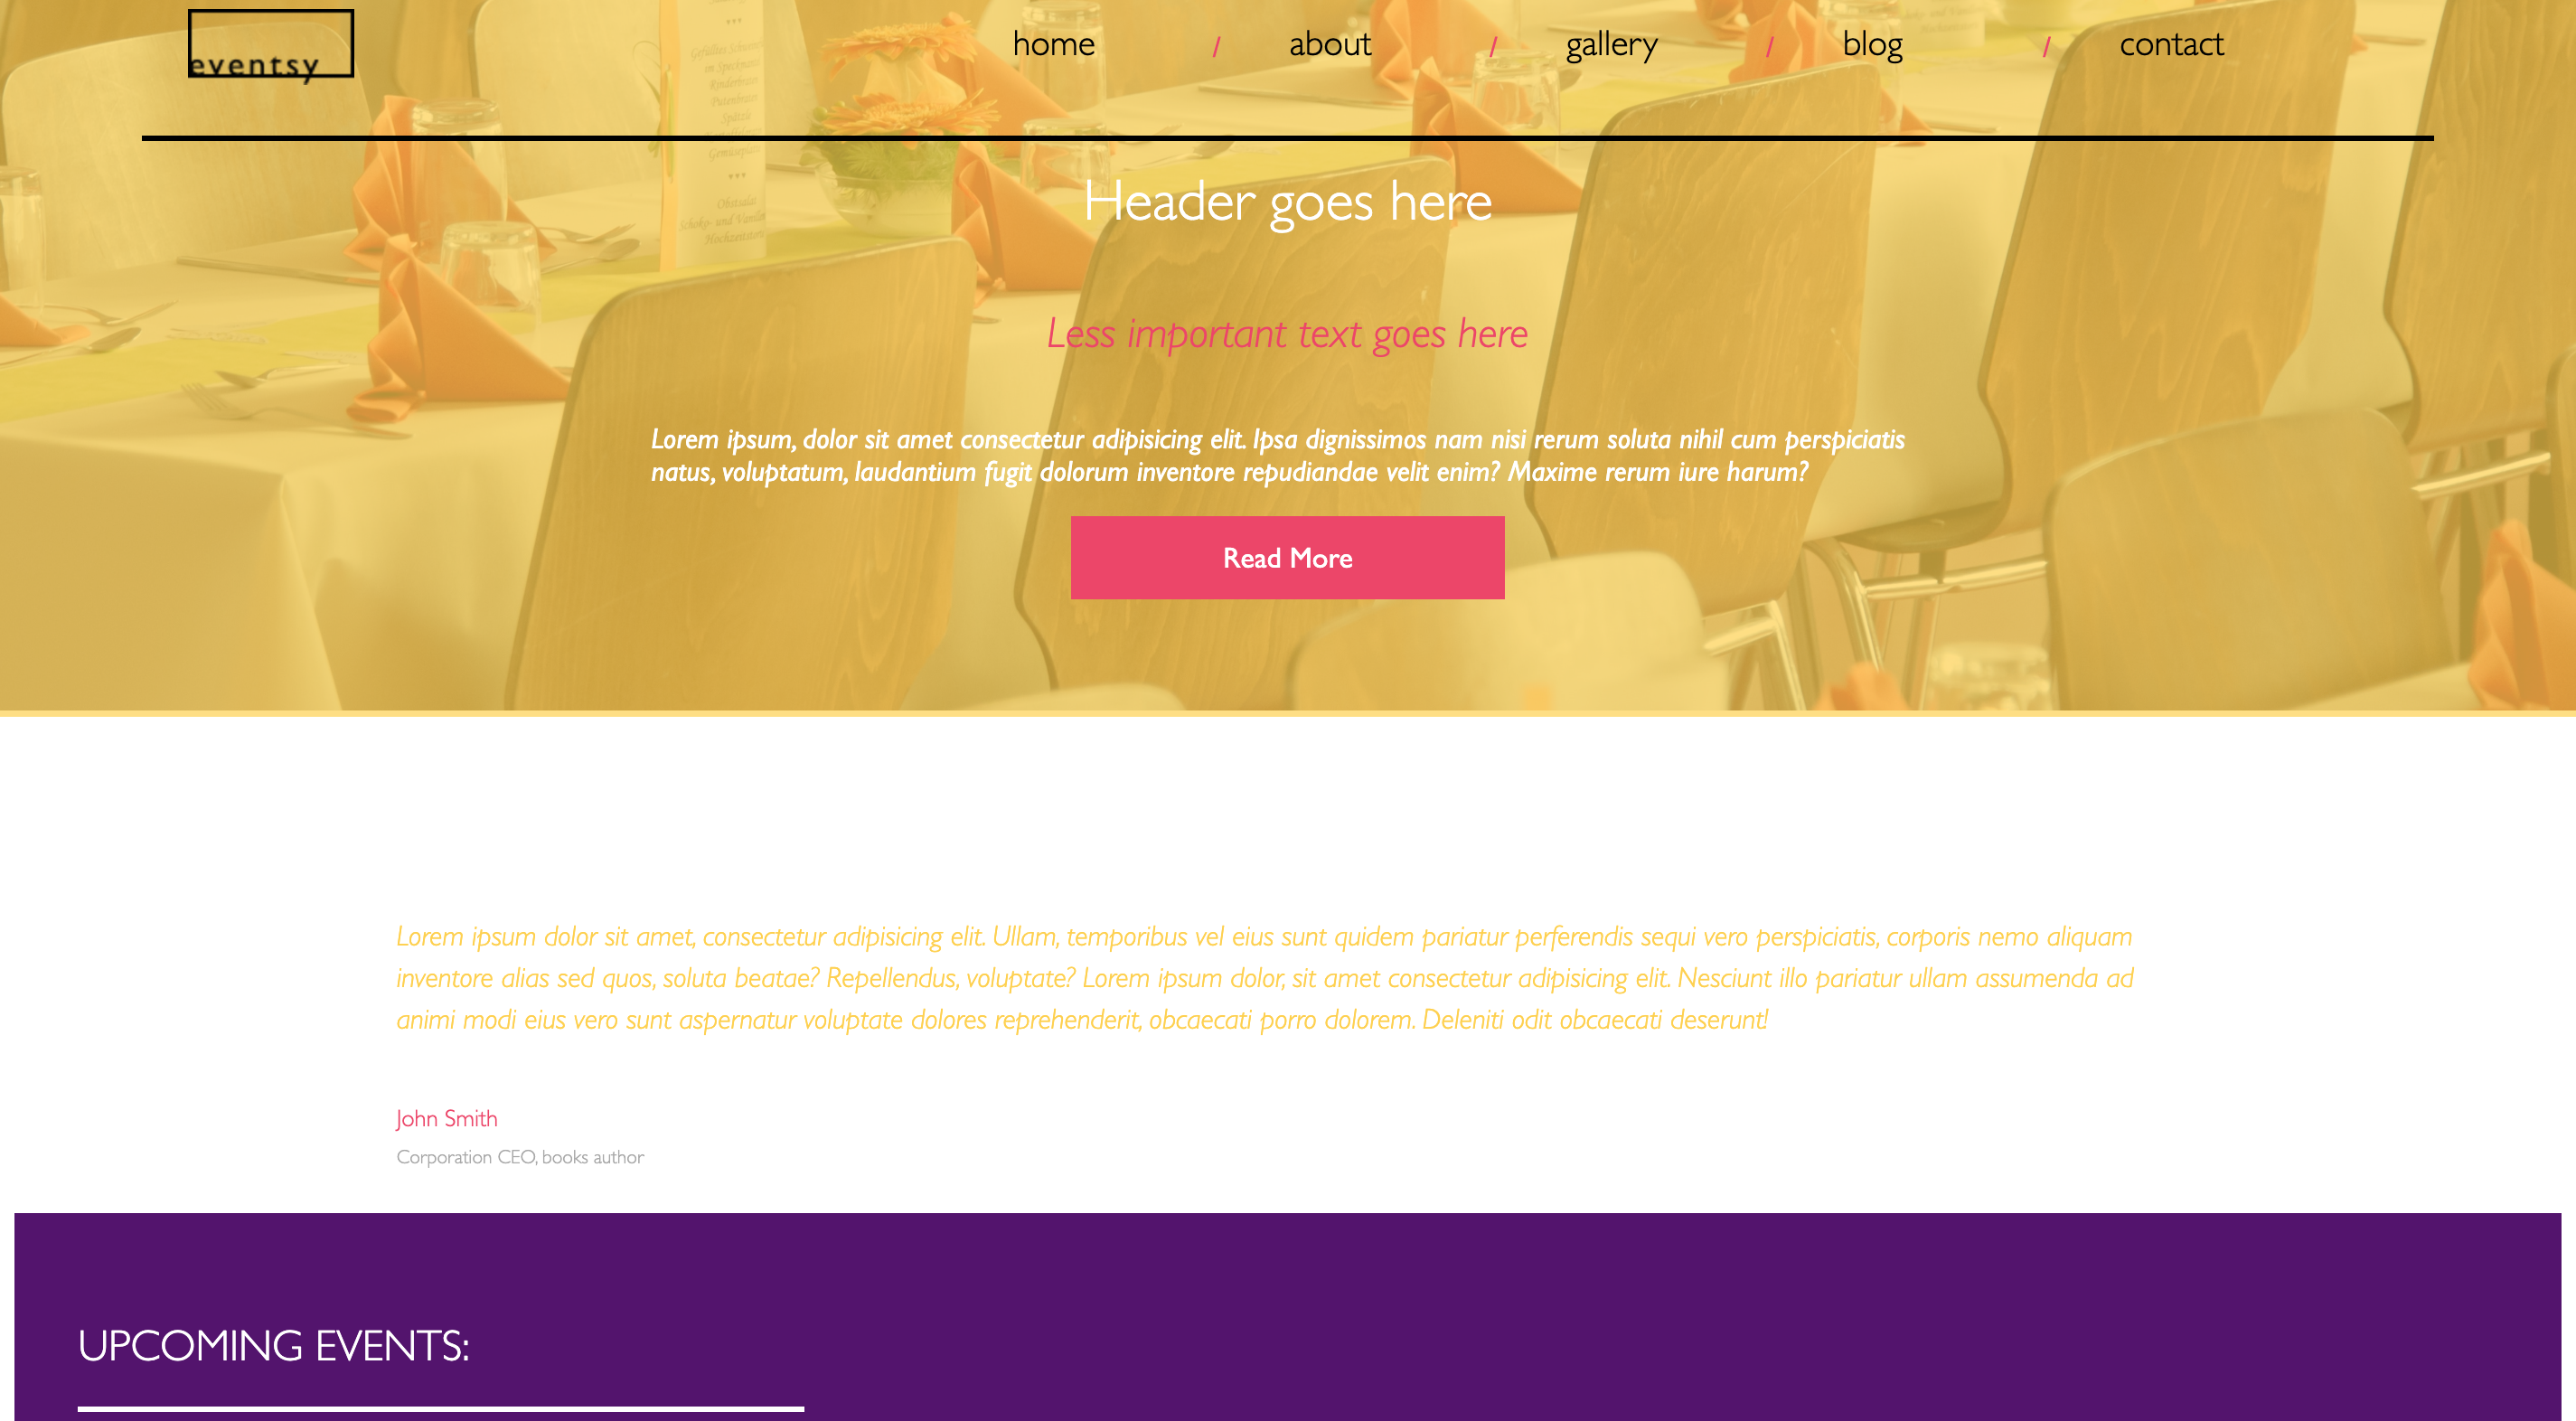 eventsy
home / about / gallery / blog / contact
Header goes here
Less important text goes here
Lorem ipsum, dolor sit amet consectetur adipisicing elit. Ipsa dignissimos nam nisi rerum soluta nihil cum perspiciatis
natus, voluptatum, laudantium fugit dolorum inventore repudiandae velit enim? Maxime rerum iure harum?
Read More
Lorem ipsum dolor sit amet, consectetur adipisicing elit. Ullam, temporibus vel eius sunt quidem pariatur perferendis sequi vero perspiciatis, corporis nemo aliquam
inventore alias sed quos, soluta beatae? Repellendus, voluptate? Lorem ipsum dolor, sit amet consectetur adipisicing elit. Nesciunt illo pariatur ullam assumenda ad
animi modi eius vero sunt aspernatur voluptate dolores reprehenderit, obcaecati porro dolorem. Deleniti odit obcaecati deserunt!
John Smith
Corporation CEO, books author
UPCOMING EVENTS: